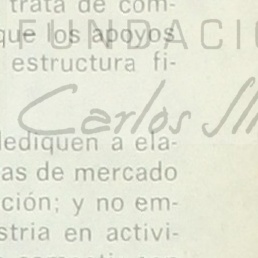 trata de com-
que los apoyos
FUNDACI
estructura fi-
Carlos
dediquen a ela-
as de mercado
ción; y no em-
stria en activi-